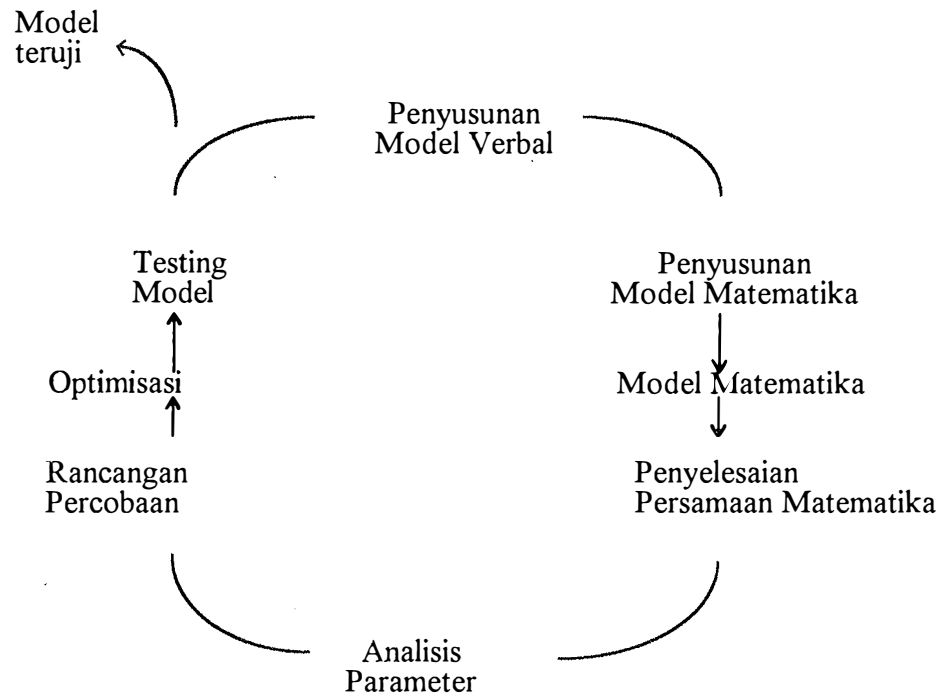 Model
teruji
Penyusunan
Model Verbal
Testing
Model
Penyusunan
Model Matematika
Optimisasi
Model Matematika
Rancangan
Percobaan
Penyelesaian
Persamaan Matematika
Analisis
Parameter